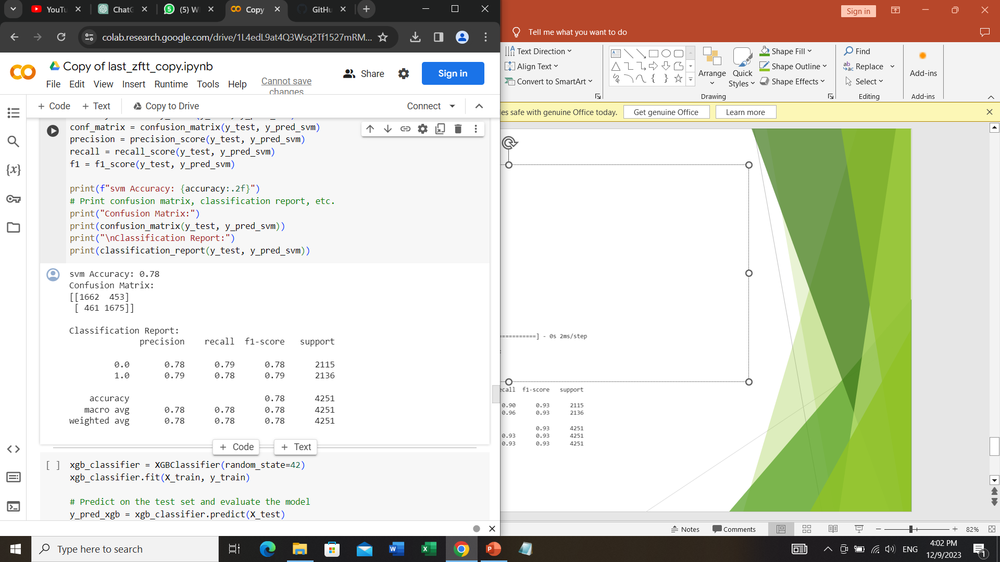 YouTu
ChatG
(5) W
Copy
GitHu
colab.research.google.com/drive/1L4edL9at4Q3Wsq2Tf1527mRM...
Copy of last_zftt_copy.ipynb
File Edit View Insert Runtime Tools Help
Cannot save
changes
Share
Sign in
+ Code + Text
Copy to Drive
Connect
conf_matrix = confusion_matrix(y_test, y_pred_svm)
precision = precision_score(y_test, y_pred_svm)
recall = recall_score(y_test, y_pred_svm)
f1 = f1_score(y_test, y_pred_svm)
print(f"svm Accuracy: {accuracy:.2f}")
# Print confusion matrix, classification report, etc.
print("Confusion Matrix:")
print(confusion_matrix(y_test, y_pred_svm))
print("\nClassification Report:")
print(classification_report(y_test, y_pred_svm))
svm Accuracy: 0.78
Confusion Matrix:
[[1662 453]
[ 461 1675]]
Classification Report:
precision recall f1-score support
0.0 0.78 0.79 0.78 2115
1.0 0.79 0.78 0.79 2136
accuracy 0.78 4251
macro avg 0.78 0.78 0.78 4251
weighted avg 0.78 0.78 0.78 4251
+ Code + Text
[ ] xgb_classifier = XGBClassifier(random_state=42)
xgb_classifier.fit(X_train, y_train)
# Predict on the test set and evaluate the model
y_pred_xgb = xgb_classifier.predict(X_test)
Sign in
Tell me what you want to do
Text Direction
Align Text
Convert to SmartArt
Arrange
Quick
Styles
Shape Fill
Shape Outline
Shape Effects
Drawing
Find
Replace
Select
Editing
Add-ins
Add-ins
es safe with genuine Office today.
Get genuine Office
Learn more
===========] - 0s 2ms/step
:
ecall f1-score support
0.90 0.93 2115
0.96 0.93 2136
0.93 4251
0.93 0.93 4251
0.93 0.93 4251
Notes
Comments
82%
Type here to search
ENG
4:02 PM
12/9/2023
1